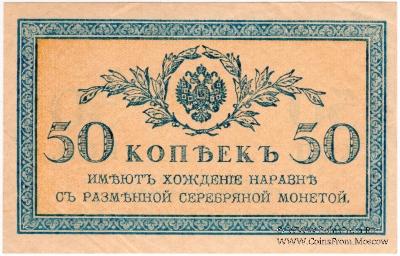 50 КОПѢЕКЪ 50
ИМѢЮТЪ ХОЖДЕНІЕ НАРАВНѢ
СЪ РАЗМѢННОЙ СЕРЕБРЯНОЙ МОНЕТОЙ.
www.CoinsFrom.Moscow